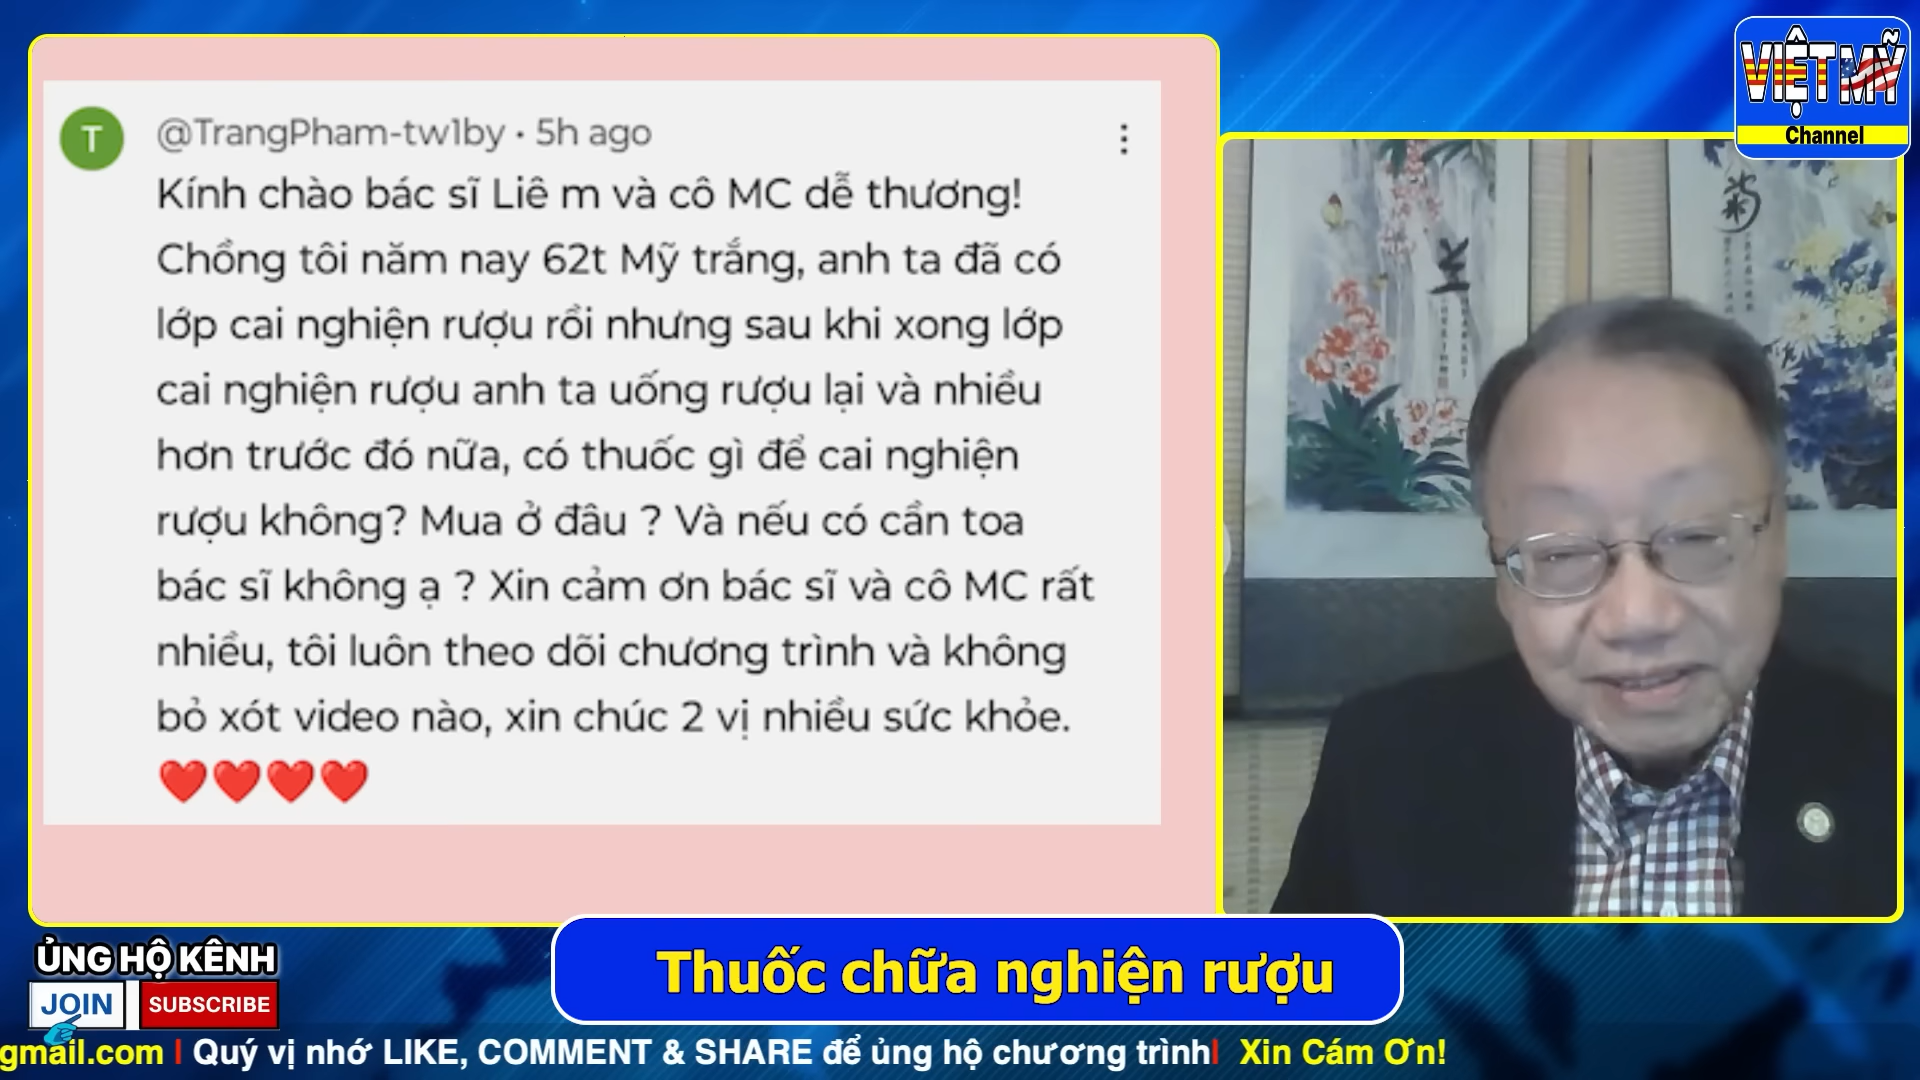 VIỆT MỸ
Channel
T
@TrangPham-tw1by • 5h ago
Kính chào bác sĩ Liê m và cô MC dễ thương!
Chồng tôi năm nay 62t Mỹ trắng, anh ta đã có
lớp cai nghiện rượu rồi nhưng sau khi xong lớp
cai nghiện rượu anh ta uống rượu lại và nhiều
hơn trước đó nữa, có thuốc gì để cai nghiện
rượu không? Mua ở đâu ? Và nếu có cần toa
bác sĩ không ạ ? Xin cảm ơn bác sĩ và cô MC rất
nhiều, tôi luôn theo dõi chương trình và không
bỏ xót video nào, xin chúc 2 vị nhiều sức khỏe.
❤️❤️❤️❤️
菊
兰
Thuốc chữa nghiện rượu
ỦNG HỘ KÊNH
JOIN
SUBSCRIBE
gmail.com | Quý vị nhớ LIKE, COMMENT & SHARE để ủng hộ chương trình| Xin Cám Ơn!